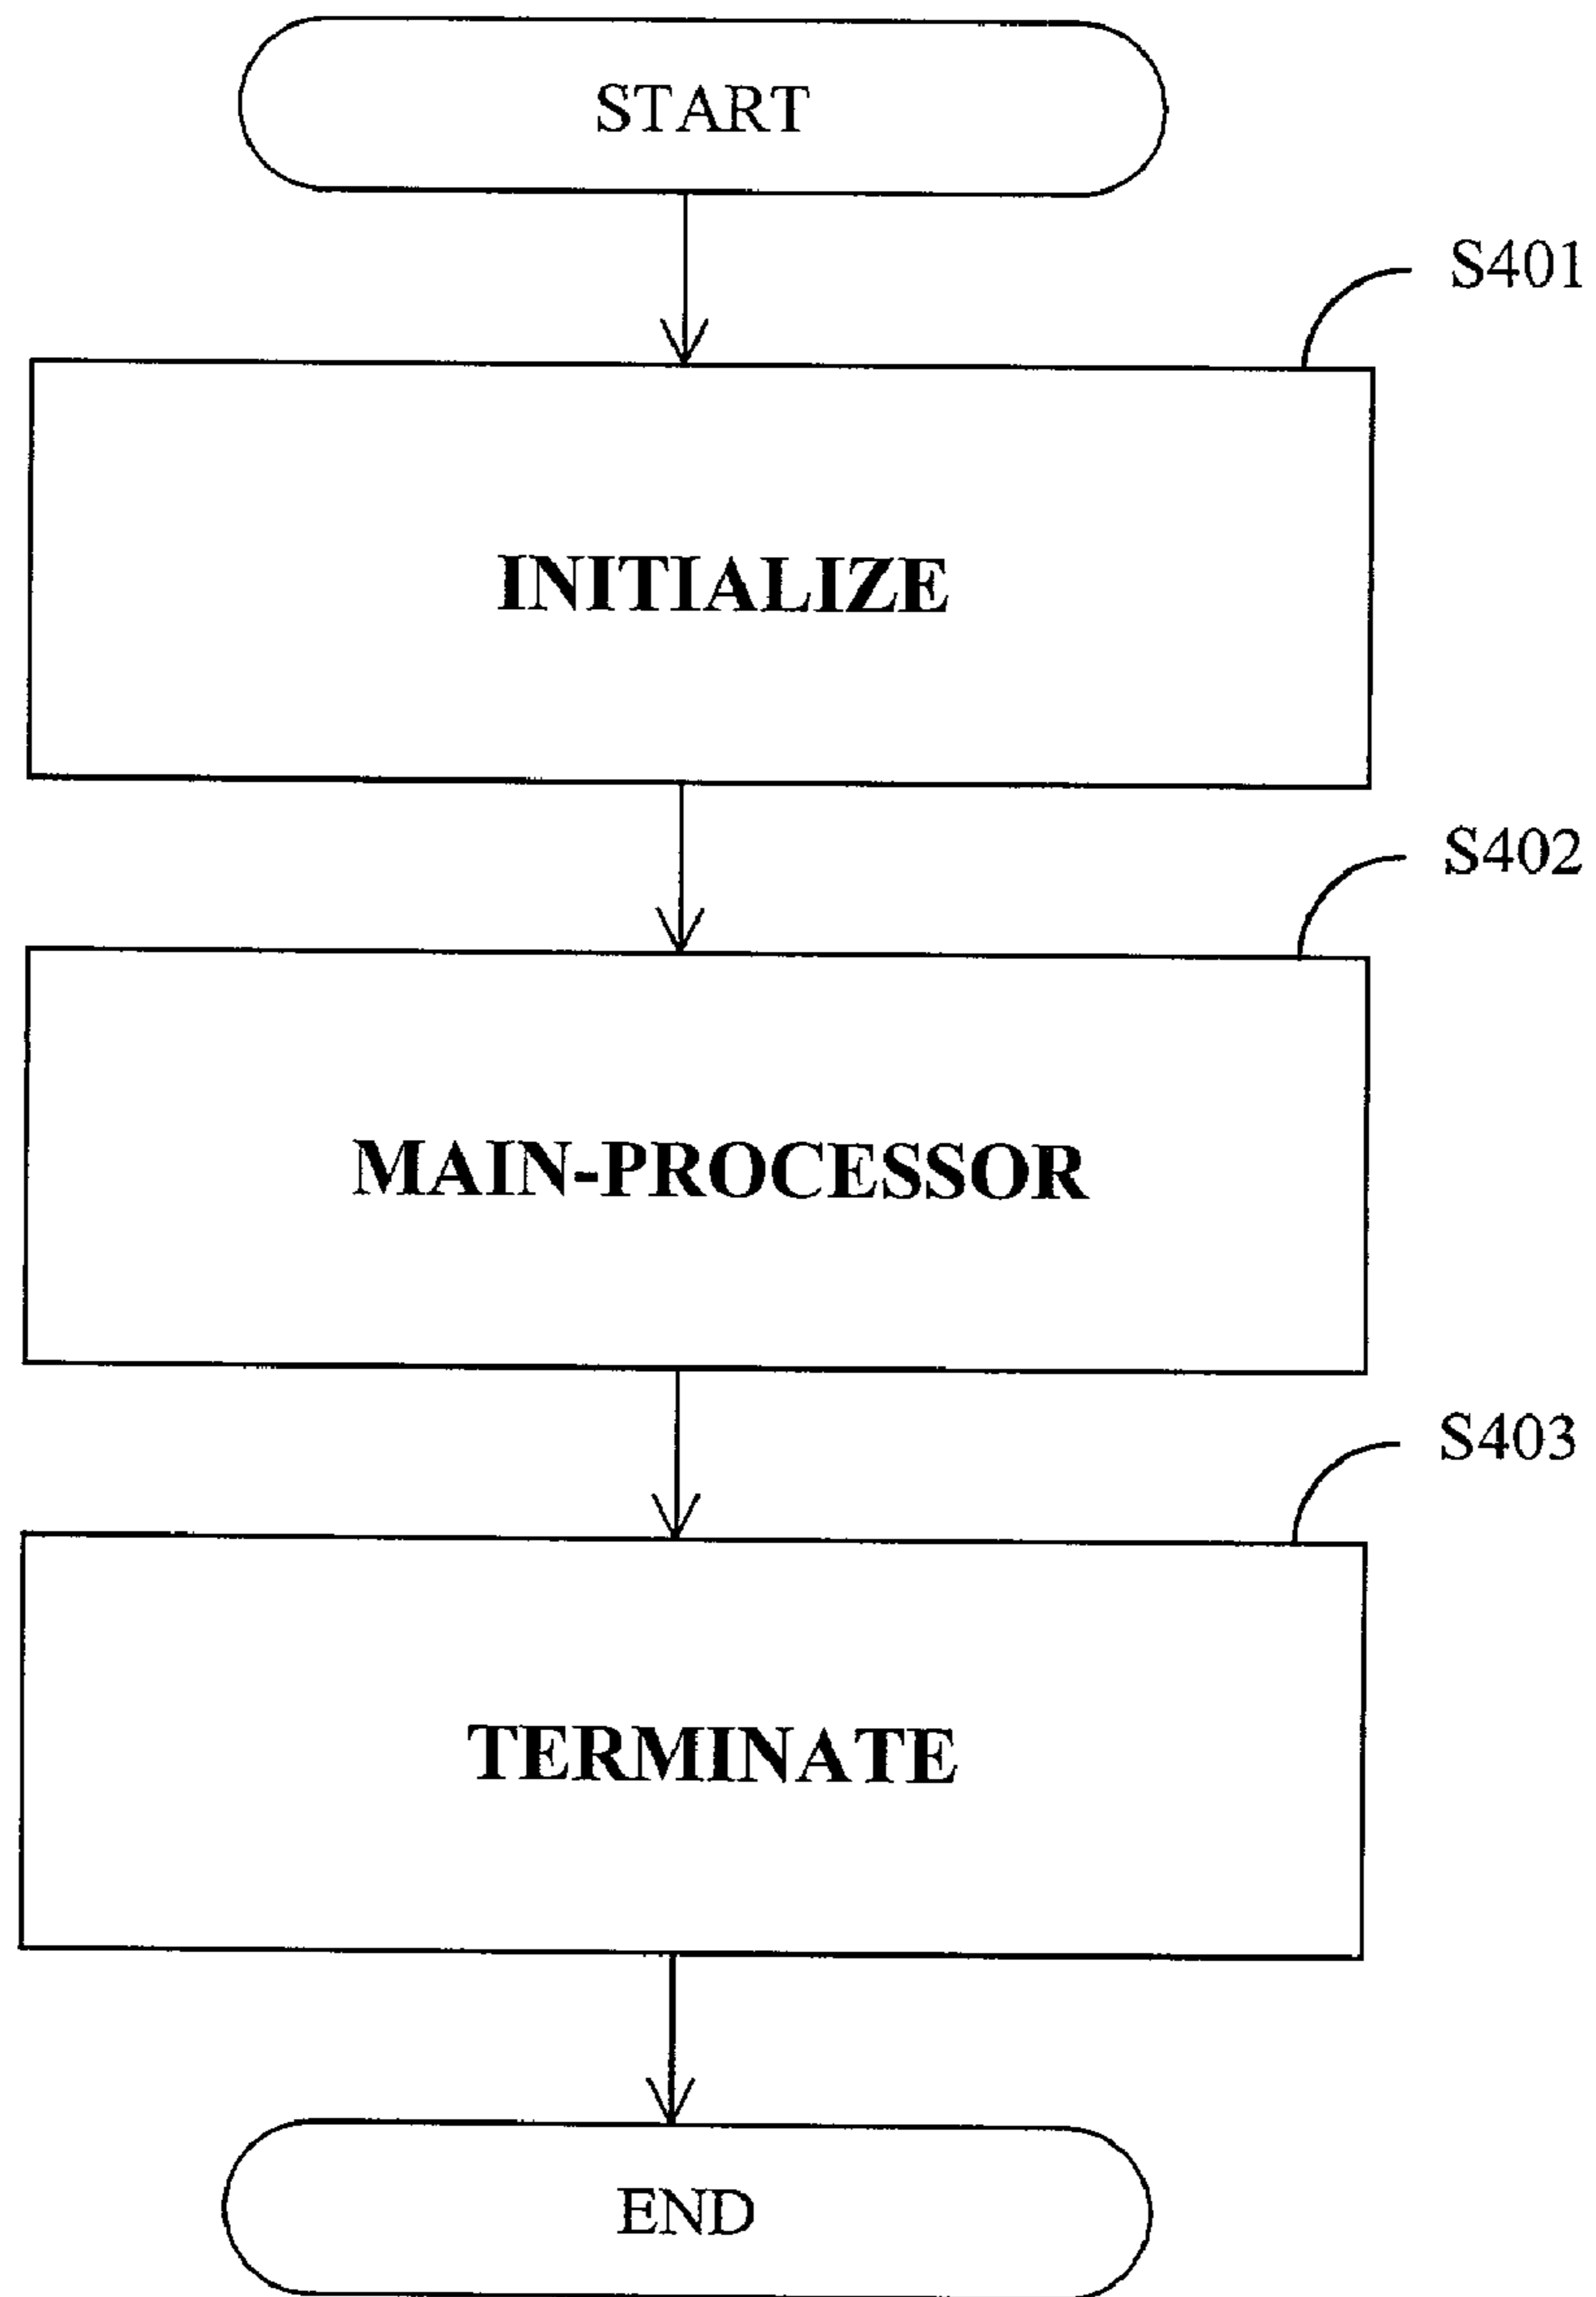 START
S401
INITIALIZE
S402
MAIN-PROCESSOR
S403
TERMINATE
END